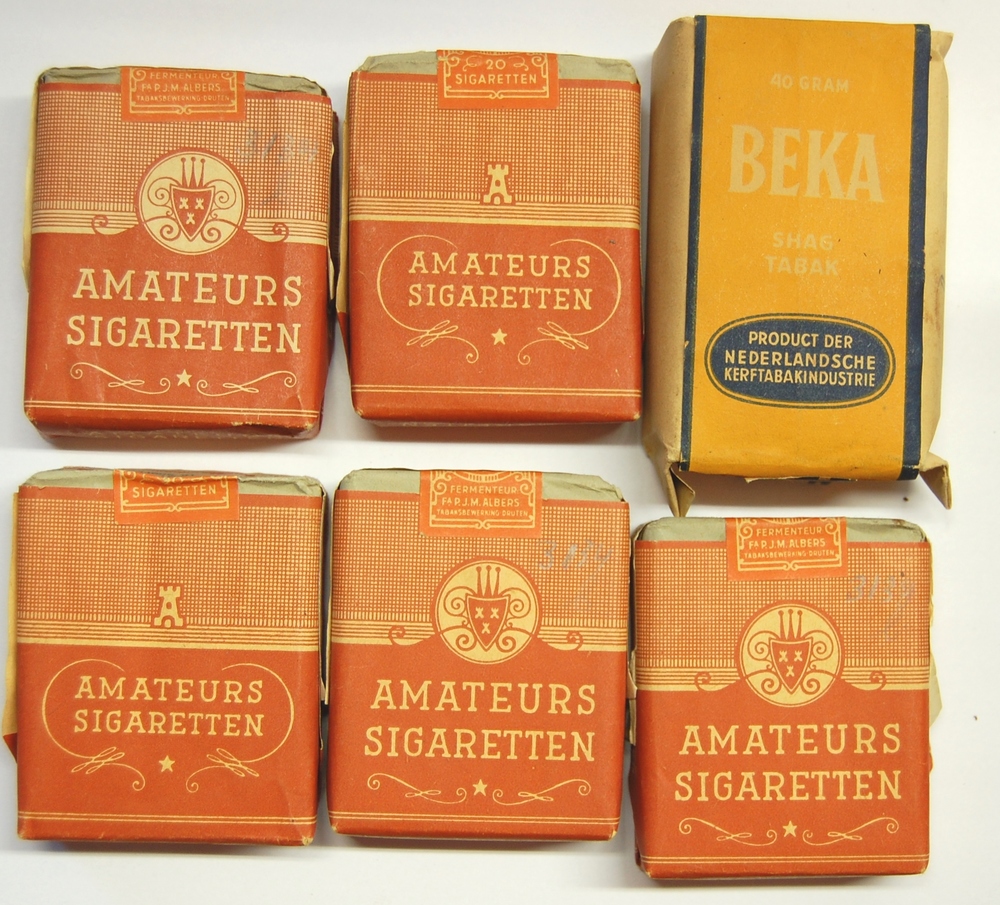 FERMENTEUR
Fa P.J.M. ALBERS
TABAKSBEWERKING-DRUTEN
AMATEURS
SIGARETTEN
20
SIGARETTEN
AMATEURS
SIGARETTEN
40 GRAM
BEKA
SHAG
TABAK
PRODUCT DER
NEDERLANDSCHE
KERFTABAKINDUSTRIE
SIGARETTEN
AMATEURS
SIGARETTEN
FERMENTEUR
Fa P.J.M. ALBERS
TABAKSBEWERKING-DRUTEN
AMATEURS
SIGARETTEN
FERMENTEUR
Fa P.J.M. ALBERS
TABAKSBEWERKING-DRUTEN
AMATEURS
SIGARETTEN